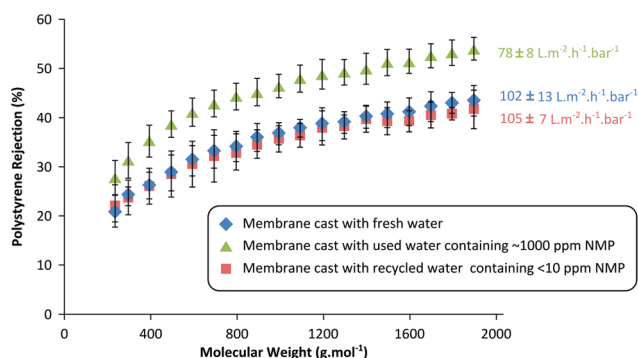 60
50
40
30
20
10
0
0
400
800
1200
1600
2000
Polystyrene Rejection (%)
Molecular Weight (g.mol⁻¹)
78 ± 8 L.m⁻².h⁻¹.bar⁻¹
102 ± 13 L.m⁻².h⁻¹.bar⁻¹
105 ± 7 L.m⁻².h⁻¹.bar⁻¹
Membrane cast with fresh water
Membrane cast with used water containing ~1000 ppm NMP
Membrane cast with recycled water containing <10 ppm NMP